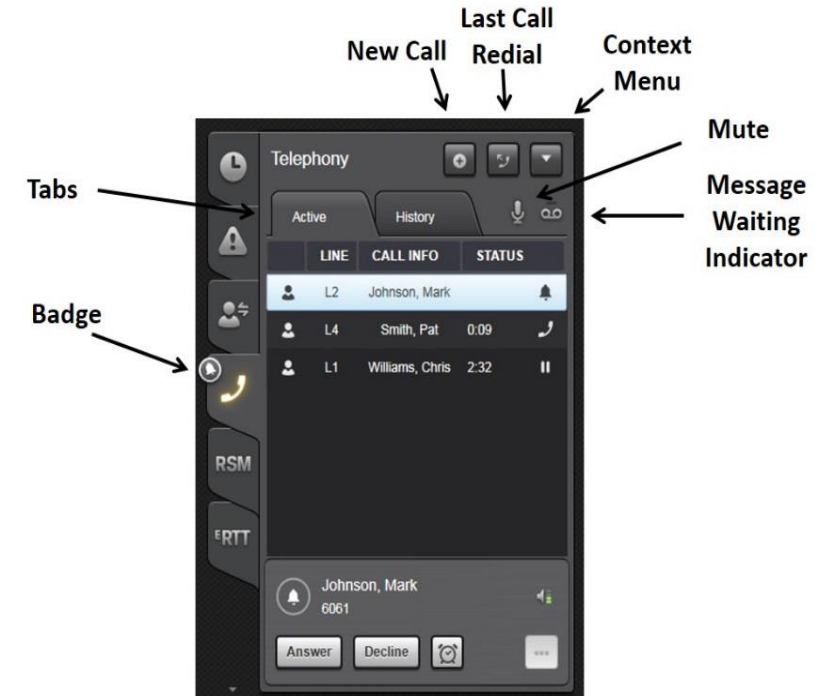 Last Call
New Call Redial Context
Menu
Mute
Telephony
Tabs
Message
Waiting
Indicator
Active History
LINE CALL INFO STATUS
L2 Johnson, Mark
Badge
L4 Smith, Pat 0:09
L1 Williams, Chris 2:32
RSM
ERTT
Johnson, Mark
6061
Answer Decline